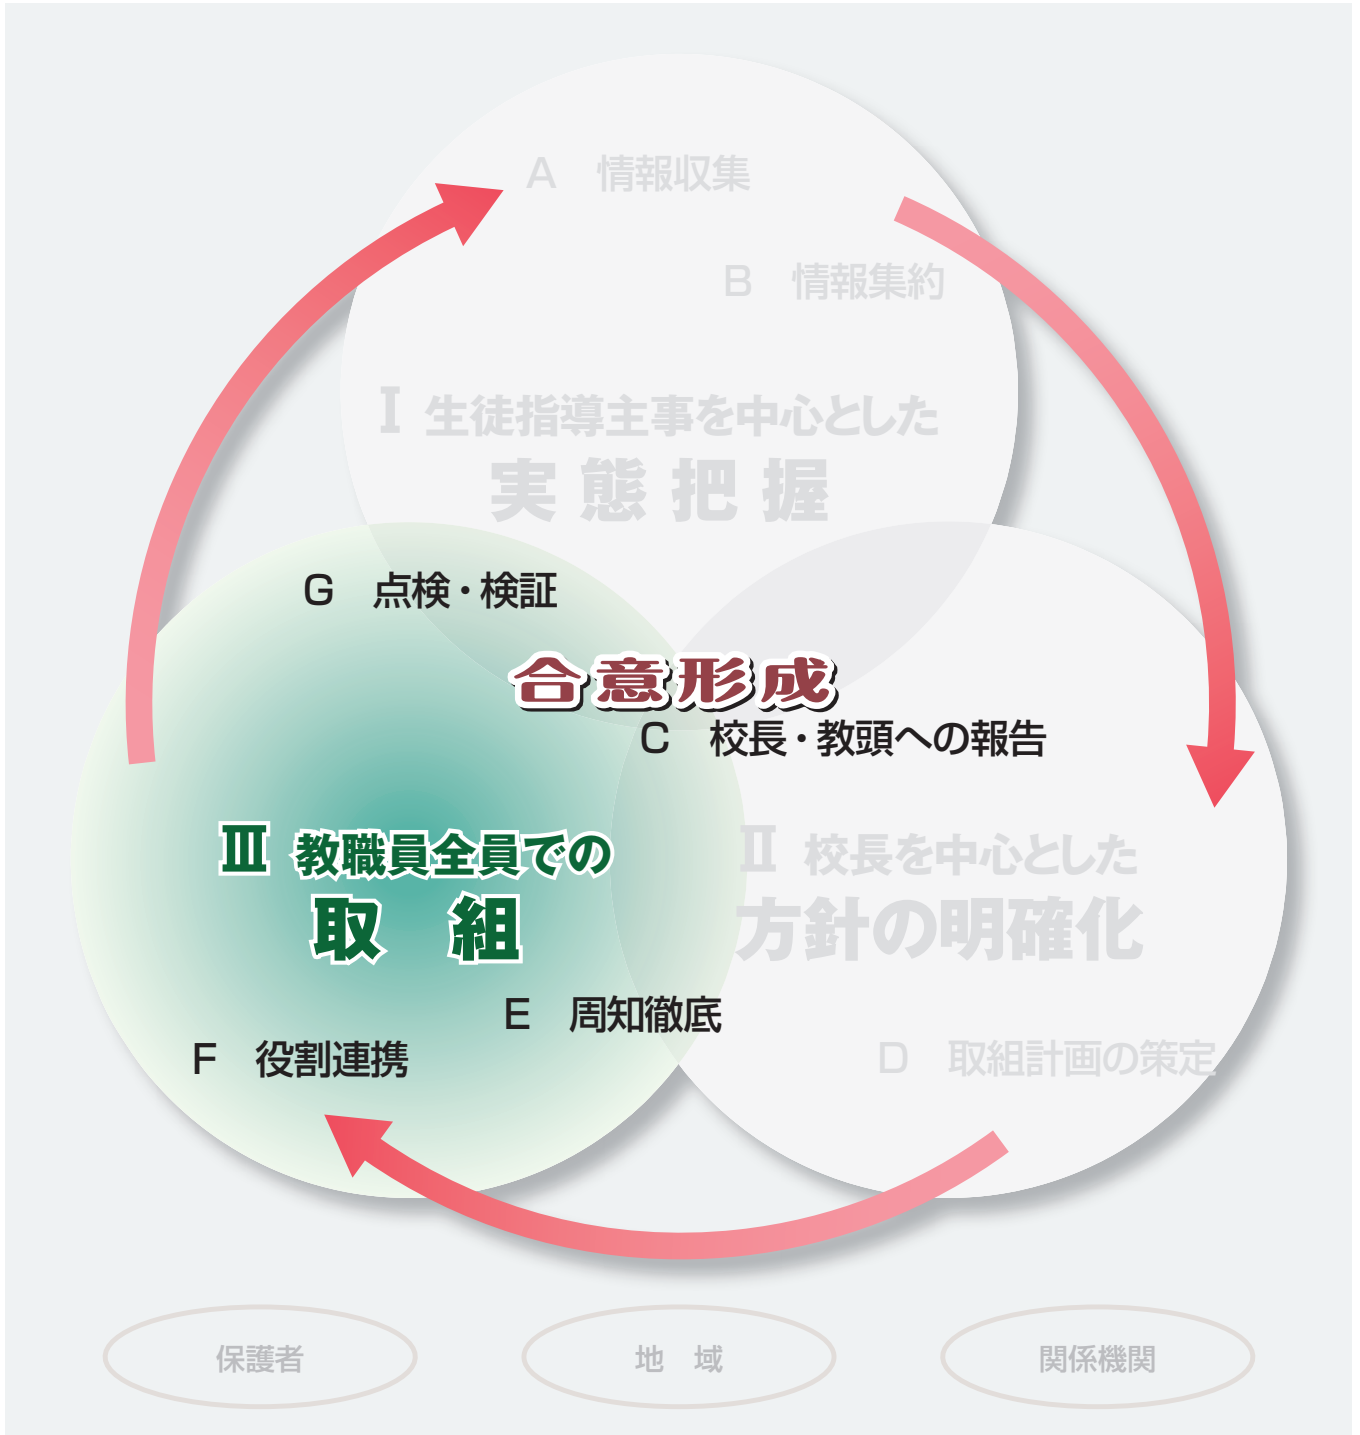 A 情報収集
B 情報集約
Ⅰ 生徒指導主事を中心とした
実態把握
G 点検・検証
合意形成
C 校長・教頭への報告
Ⅲ 教職員全員での
取 組
Ⅱ 校長を中心とした
方針の明確化
E 周知徹底
F 役割連携
D 取組計画の策定
保護者
地 域
関係機関